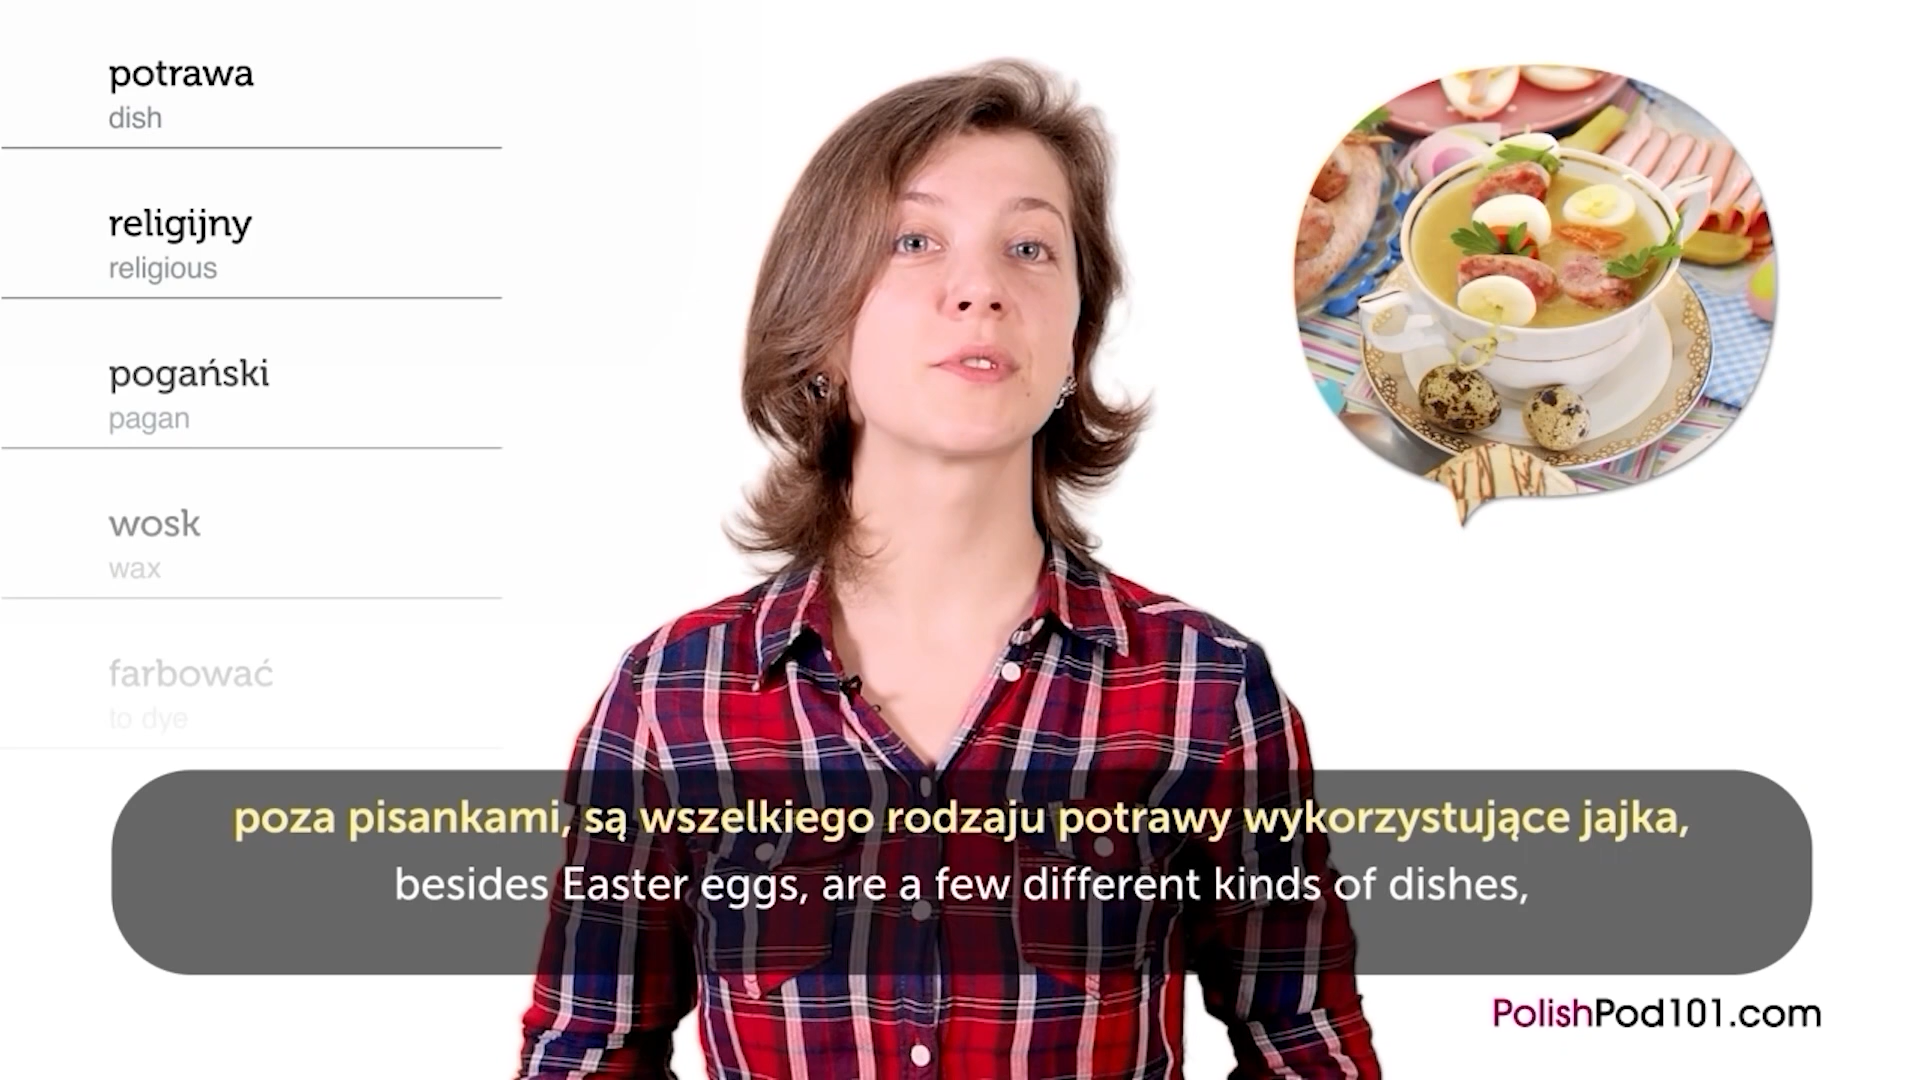 potrawa
dish
religijny
religious
pogański
pagan
wosk
wax
farbować
to dye
poza pisankami, są wszelkiego rodzaju potrawy wykorzystujące jajka,
besides Easter eggs, are a few different kinds of dishes,
PolishPod101.com